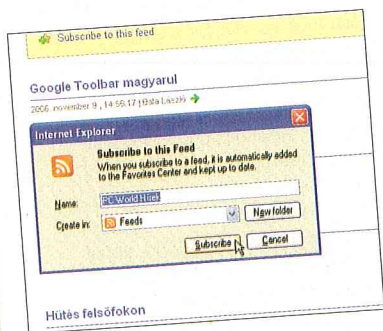 Subscribe to this feed
Google Toolbar magyarul
2006. november 9., 14:56:17 (Bata László)
Internet Explorer
Subscribe to this Feed
When you subscribe to a feed, it is automatically added
to the Favorites Center and kept up to date.
Name: PC World Hírek
Create in: Feeds New folder
Subscribe Cancel
Hűtés felsőfokon